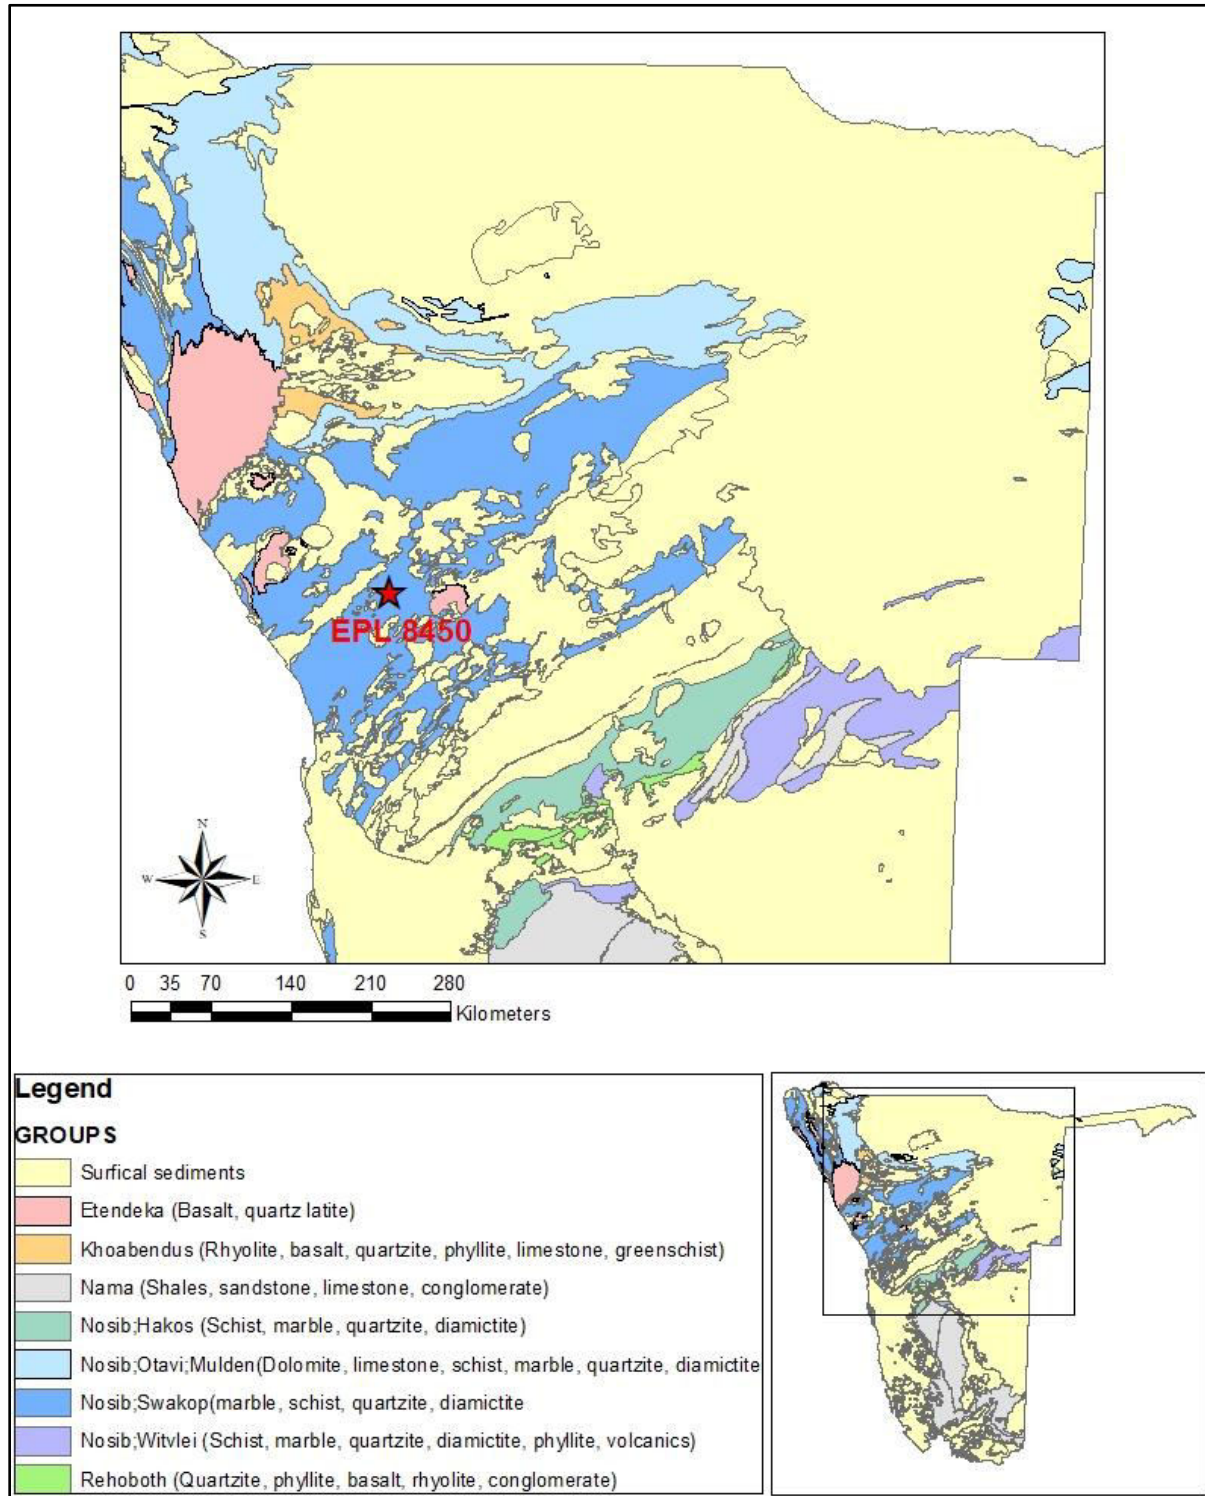 EPL 8450
N
W
E
S
0 35 70 140 210 280
Kilometers
Legend
GROUPS
Surfical sediments
Etendeka (Basalt, quartz latite)
Khoabendus (Rhyolite, basalt, quartzite, phyllite, limestone, greenschist)
Nama (Shales, sandstone, limestone, conglomerate)
Nosib;Hakos (Schist, marble, quartzite, diamictite)
Nosib;Otavi;Mulden(Dolomite, limestone, schist, marble, quartzite, diamictite
Nosib;Swakop(marble, schist, quartzite, diamictite
Nosib;Witvlei (Schist, marble, quartzite, diamictite, phyllite, volcanics)
Rehoboth (Quartzite, phyllite, basalt, rhyolite, conglomerate)